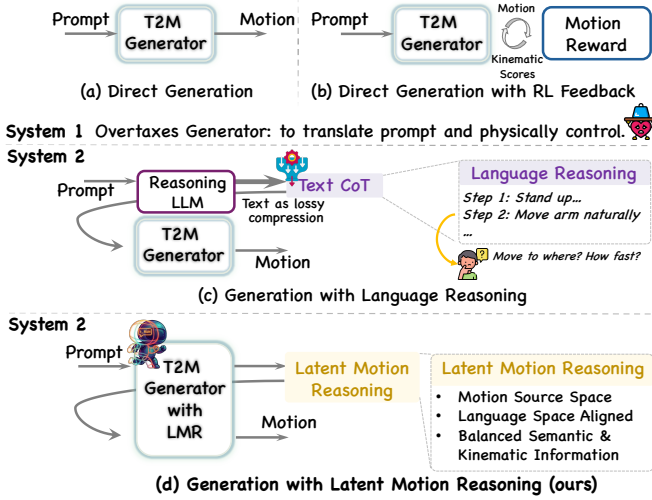 Prompt
T2M
Generator
Motion
(a) Direct Generation
Prompt
T2M
Generator
Motion
Kinematic
Scores
Motion
Reward
(b) Direct Generation with RL Feedback
System 1 Overtaxes Generator: to translate prompt and physically control.
System 2
Prompt
Reasoning
LLM
Text as lossy
compression
Text CoT
T2M
Generator
Motion
Language Reasoning
Step 1: Stand up...
Step 2: Move arm naturally
...
Move to where? How fast?
(c) Generation with Language Reasoning
System 2
Prompt
T2M
Generator
with
LMR
Motion
Latent Motion
Reasoning
Latent Motion Reasoning
• Motion Source Space
• Language Space Aligned
• Balanced Semantic &
Kinematic Information
(d) Generation with Latent Motion Reasoning (ours)